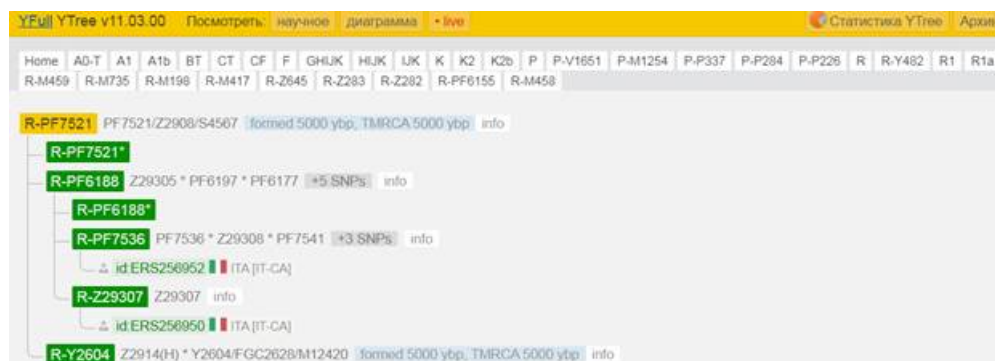 YFull YTree v11.03.00 Посмотреть: научное диаграмма • live Статистика YTree
Home A0-T A1 A1b BT CT CF F GHIJK HIJK IJK K K2 K2b P P-V1651 P-M1254 P-P337 P-P284 P-P226 R R-Y482 R1 R1a
R-M459 R-M735 R-M198 R-M417 R-Z645 R-Z283 R-Z282 R-PF6155 R-M458
R-PF7521 PF7521/Z2908/S4567 formed 5000 ybp, TMRCA 5000 ybp info
R-PF7521*
R-PF6188 Z29305 * PF6197 * PF6177 +5 SNPs info
R-PF6188*
R-PF7536 PF7536 * Z29308 * PF7541 +3 SNPs info
id:ERS256952 ITA [IT-CA]
R-Z29307 Z29307 info
id:ERS256950 ITA [IT-CA]
R-Y2604 Z2914(H) * Y2604/FGC2628/M12420 formed 5000 ybp, TMRCA 5000 ybp info